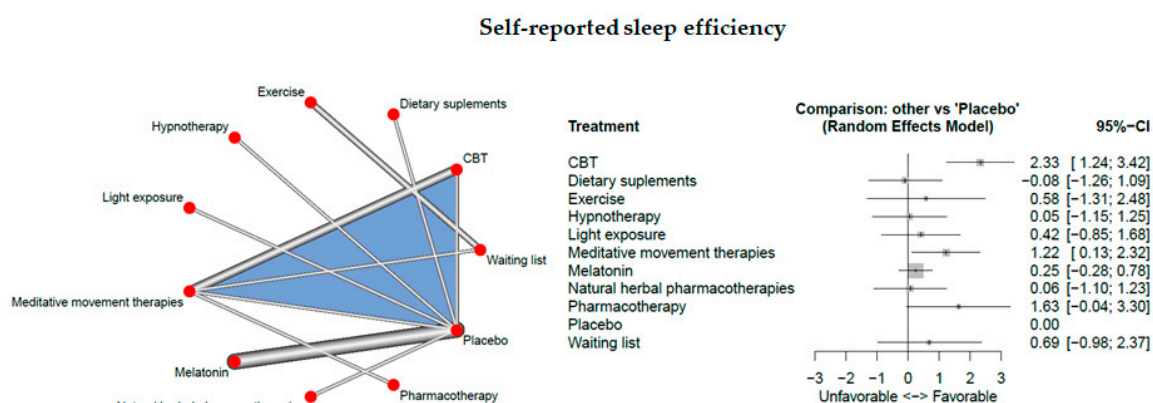 Self-reported sleep efficiency
Exercise
Dietary suplements
Hypnotherapy
CBT
Light exposure
Waiting list
Meditative movement therapies
Placebo
Melatonin
Pharmacotherapy
Comparison: other vs 'Placebo'
Treatment (Random Effects Model) 95%−CI
CBT 2.33 [ 1.24; 3.42]
Dietary suplements −0.08 [−1.26; 1.09]
Exercise 0.58 [−1.31; 2.48]
Hypnotherapy 0.05 [−1.15; 1.25]
Light exposure 0.42 [−0.85; 1.68]
Meditative movement therapies 1.22 [ 0.13; 2.32]
Melatonin 0.25 [−0.28; 0.78]
Natural herbal pharmacotherapies 0.06 [−1.10; 1.23]
Pharmacotherapy 1.63 [−0.04; 3.30]
Placebo 0.00
Waiting list 0.69 [−0.98; 2.37]
−3 −2 −1 0 1 2 3
Unfavorable <-> Favorable